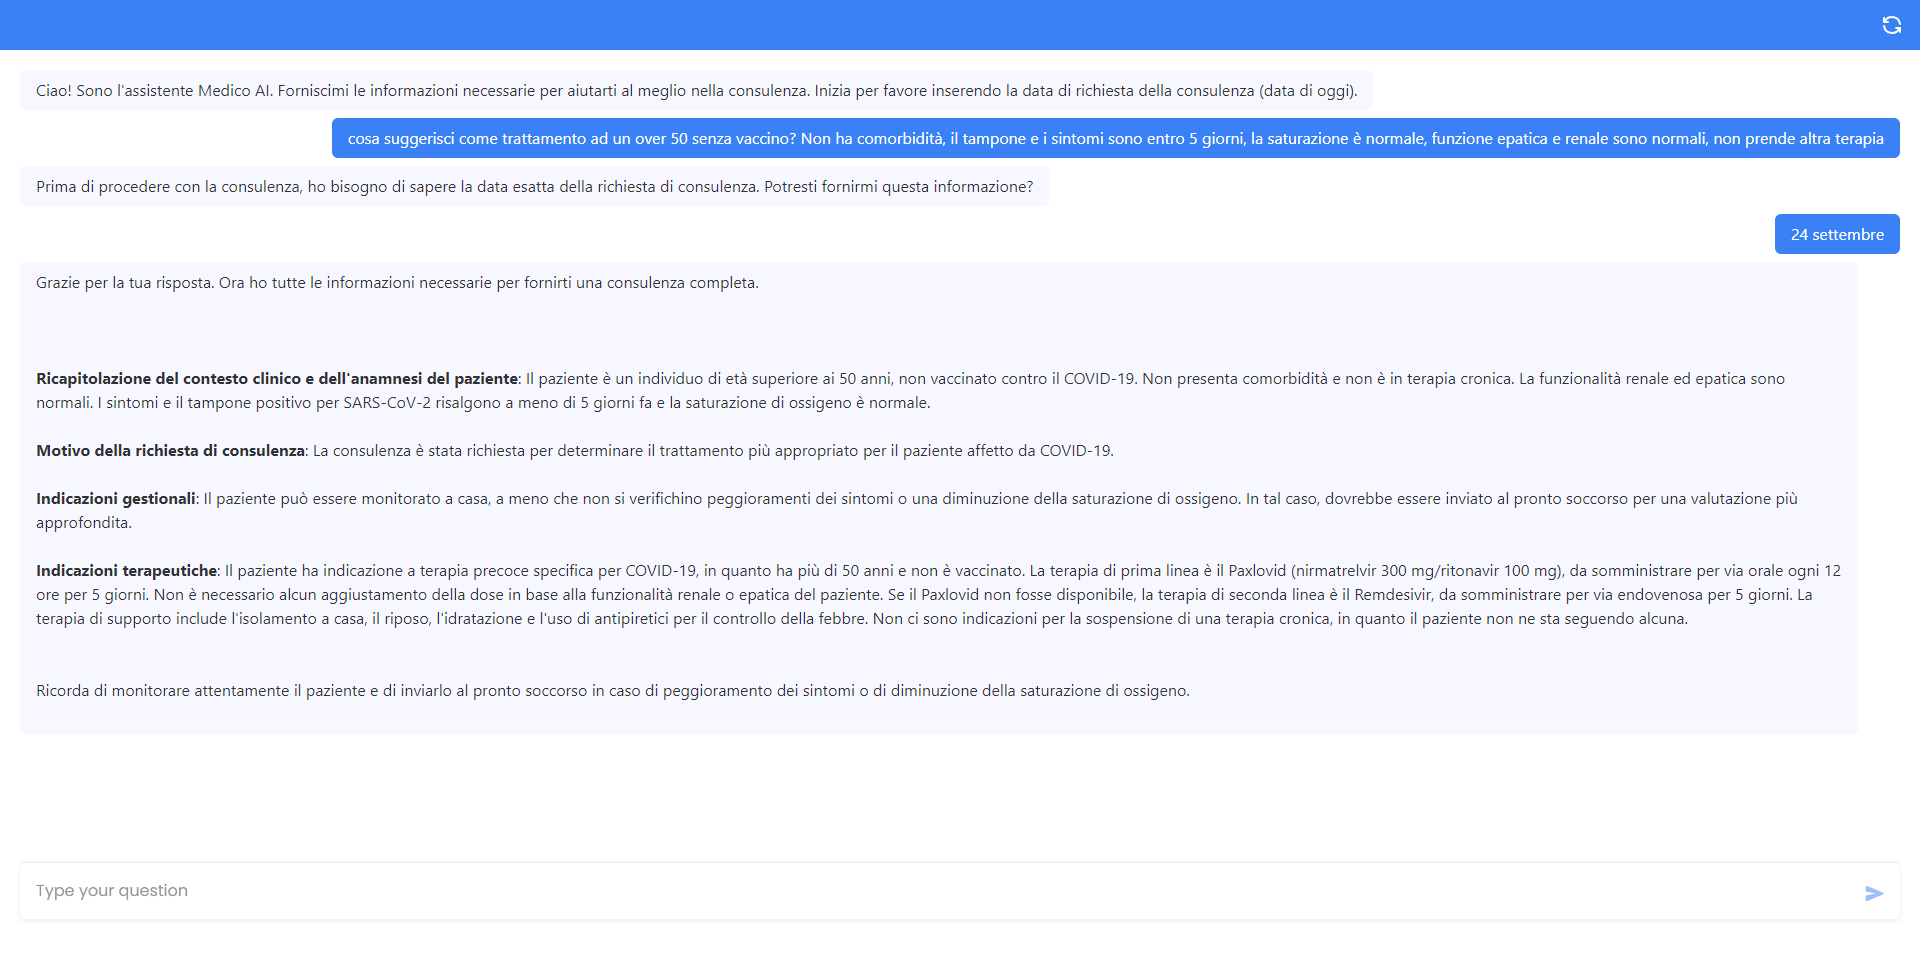 Ciao! Sono l'assistente Medico AI. Forniscimi le informazioni necessarie per aiutarti al meglio nella consulenza. Inizia per favore inserendo la data di richiesta della consulenza (data di oggi).
cosa suggerisci come trattamento ad un over 50 senza vaccino? Non ha comorbidità, il tampone e i sintomi sono entro 5 giorni, la saturazione è normale, funzione epatica e renale sono normali, non prende altra terapia
Prima di procedere con la consulenza, ho bisogno di sapere la data esatta della richiesta di consulenza. Potresti fornirmi questa informazione?
24 settembre
Grazie per la tua risposta. Ora ho tutte le informazioni necessarie per fornirti una consulenza completa.
Ricapitolazione del contesto clinico e dell'anamnesi del paziente: Il paziente è un individuo di età superiore ai 50 anni, non vaccinato contro il COVID-19. Non presenta comorbidità e non è in terapia cronica. La funzionalità renale ed epatica sono
normali. I sintomi e il tampone positivo per SARS-CoV-2 risalgono a meno di 5 giorni fa e la saturazione di ossigeno è normale.
Motivo della richiesta di consulenza: La consulenza è stata richiesta per determinare il trattamento più appropriato per il paziente affetto da COVID-19.
Indicazioni gestionali: Il paziente può essere monitorato a casa, a meno che non si verifichino peggioramenti dei sintomi o una diminuzione della saturazione di ossigeno. In tal caso, dovrebbe essere inviato al pronto soccorso per una valutazione più
approfondita.
Indicazioni terapeutiche: Il paziente ha indicazione a terapia precoce specifica per COVID-19, in quanto ha più di 50 anni e non è vaccinato. La terapia di prima linea è il Paxlovid (nirmatrelvir 300 mg/ritonavir 100 mg), da somministrare per via orale ogni 12
ore per 5 giorni. Non è necessario alcun aggiustamento della dose in base alla funzionalità renale o epatica del paziente. Se il Paxlovid non fosse disponibile, la terapia di seconda linea è il Remdesivir, da somministrare per via endovenosa per 5 giorni. La
terapia di supporto include l'isolamento a casa, il riposo, l'idratazione e l'uso di antipiretici per il controllo della febbre. Non ci sono indicazioni per la sospensione di una terapia cronica, in quanto il paziente non ne sta seguendo alcuna.
Ricorda di monitorare attentamente il paziente e di inviarlo al pronto soccorso in caso di peggioramento dei sintomi o di diminuzione della saturazione di ossigeno.
Type your question